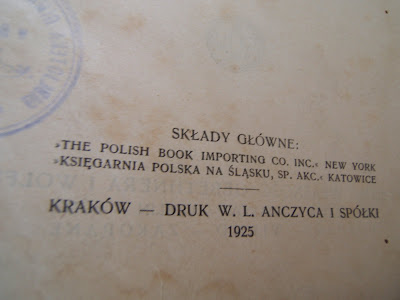 SKŁADY GŁÓWNE:
»THE POLISH BOOK IMPORTING CO. INC.« NEW YORK
»KSIĘGARNIA POLSKA NA ŚLĄSKU, SP. AKC.« KATOWICE
KRAKÓW — DRUK W. L. ANCZYCA I SPÓŁKI
1925